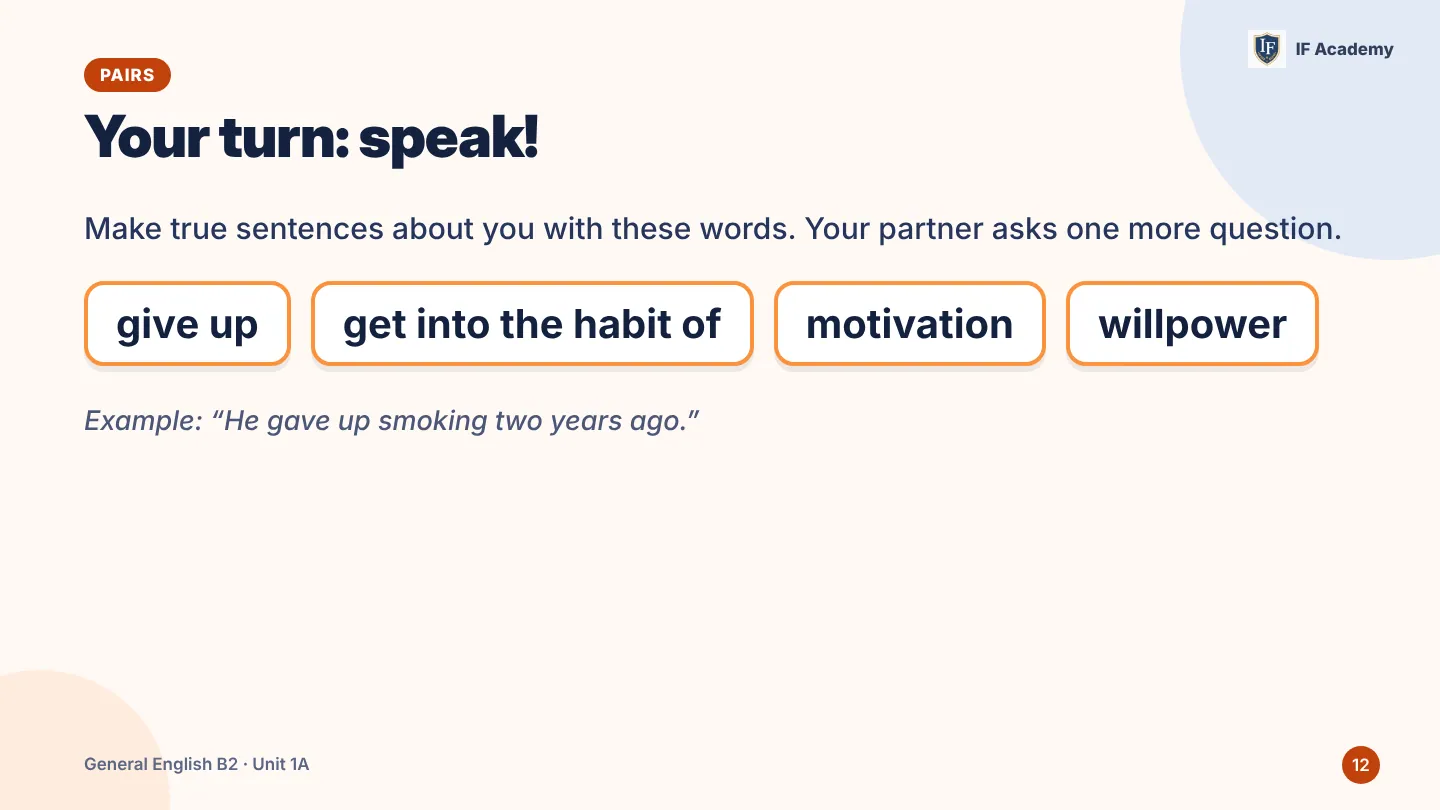 IF
IF Academy
PAIRS
Your turn: speak!
Make true sentences about you with these words. Your partner asks one more question.
give up
get into the habit of
motivation
willpower
Example: “He gave up smoking two years ago.”
General English B2 · Unit 1A
12